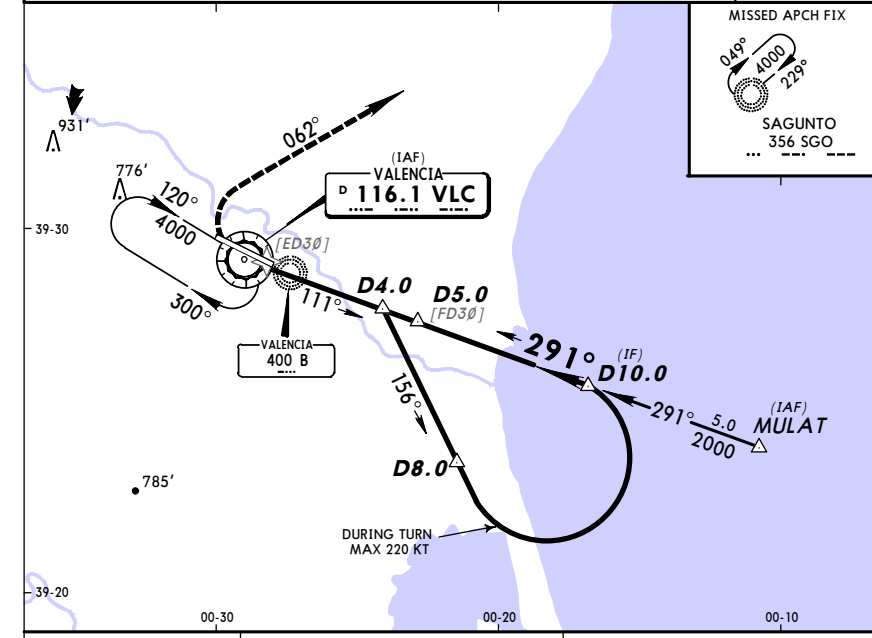 MISSED APCH FIX
049°
4000
229°
SAGUNTO
356 SGO
931'
776'
062°
(IAF)
VALENCIA
D 116.1 VLC
120°
4000
300°
39-30
[ED30]
111°
VALENCIA
400 B
D4.0
D5.0
[FD30]
291°
(IF)
D10.0
291°
5.0
2000
(IAF)
MULAT
156°
D8.0
785'
DURING TURN
MAX 220 KT
39-20
00-30
00-20
00-10